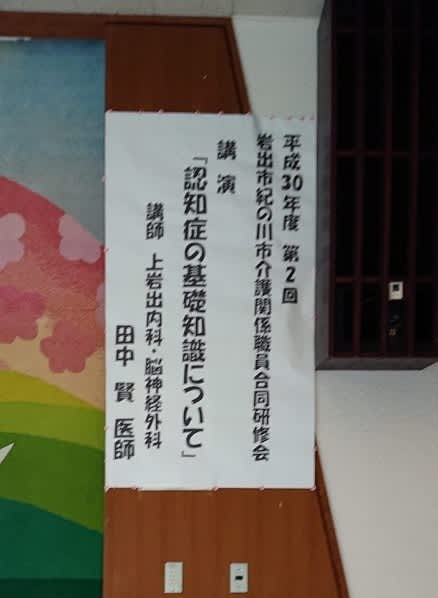 平成30年度 第2回
岩出市紀の川市介護関係職員合同研修会
講演
『認知症の基礎知識について』
講師 上岩出内科・脳神経外科
田中 賢 医師